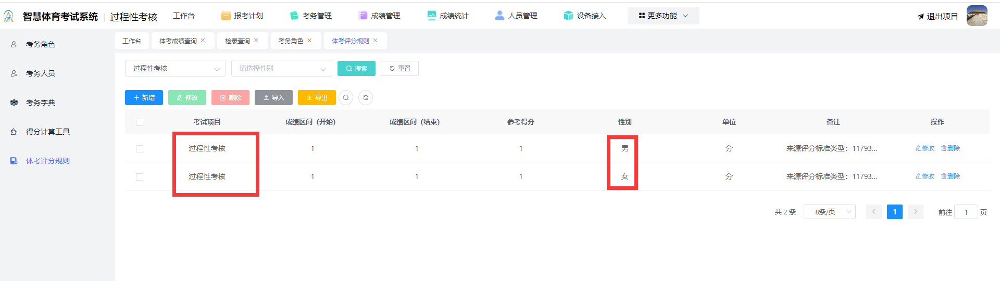 智慧体育考试系统 | 过程性考核 工作台 报考计划 考务管理 成绩管理 成绩统计 人员管理 设备接入 更多功能 退出项目
考务角色
考务人员
考务字典
得分计算工具
体考评分规则
工作台 体考成绩查询 检录查询 考务角色 体考评分规则
过程性考核 请选择性别 搜索 重置
新增 修改 删除 导入 导出
考试项目 成绩区间（开始） 成绩区间（结束） 参考得分 性别 单位 备注 操作
过程性考核 1 1 1 男 分 来源评分标准类型：11793... 修改 删除
过程性考核 1 1 1 女 分 来源评分标准类型：11793... 修改 删除
共 2 条 8条/页 1 前往 1 页